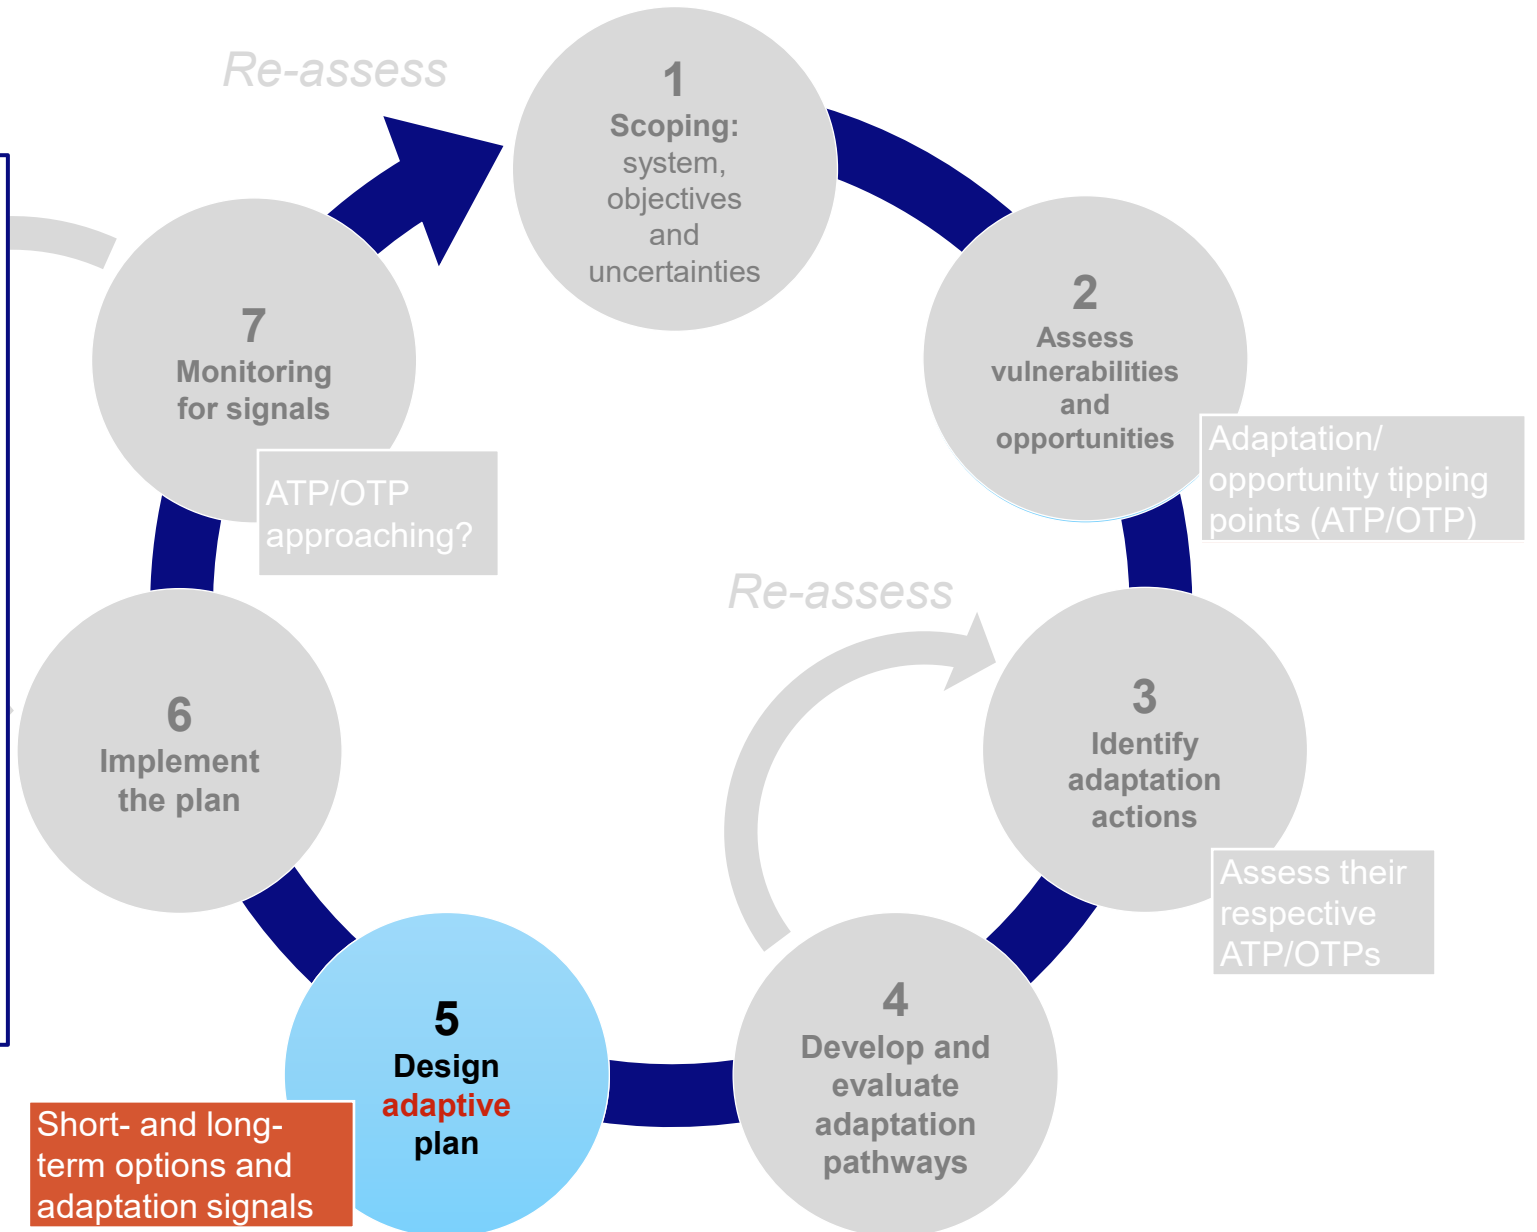 Re-assess
1
Scoping:
system,
objectives
and
uncertainties
2
Assess
vulnerabilities
and
opportunities
Adaptation/
opportunity tipping
points (ATP/OTP)
Re-assess
3
Identify
adaptation
actions
Assess their
respective
ATP/OTPs
4
Develop and
evaluate
adaptation
pathways
5
Design
adaptive
plan
Short- and long-
term options and
adaptation signals
6
Implement
the plan
7
Monitoring
for signals
ATP/OTP
approaching?